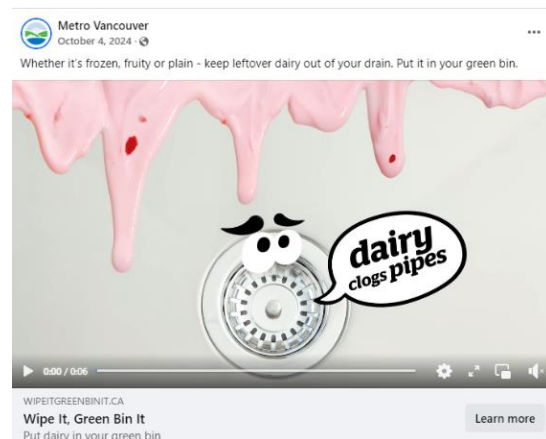 Metro Vancouver
October 4, 2024 ·
Whether it's frozen, fruity or plain - keep leftover dairy out of your drain. Put it in your green bin.
dairy
clogs pipes
0:00 / 0:06
WIPEITGREENBINIT.CA
Wipe It, Green Bin It
Learn more
Put dairy in your green bin